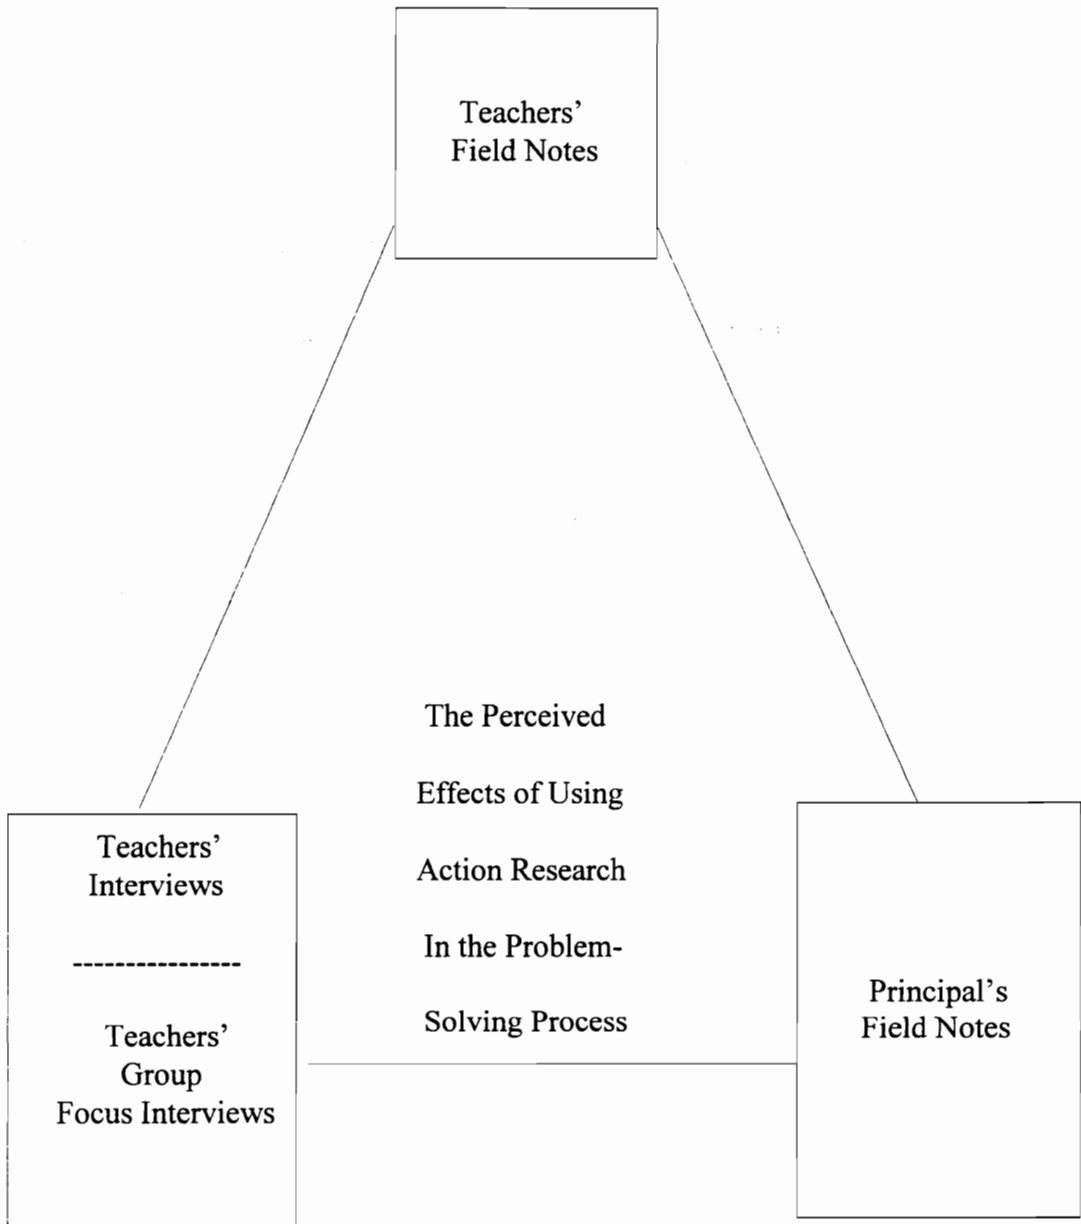 Teachers’
Field Notes
The Perceived
Effects of Using
Action Research
In the Problem-
Solving Process
Teachers’
Interviews
----------------
Teachers’
Group
Focus Interviews
Principal’s
Field Notes